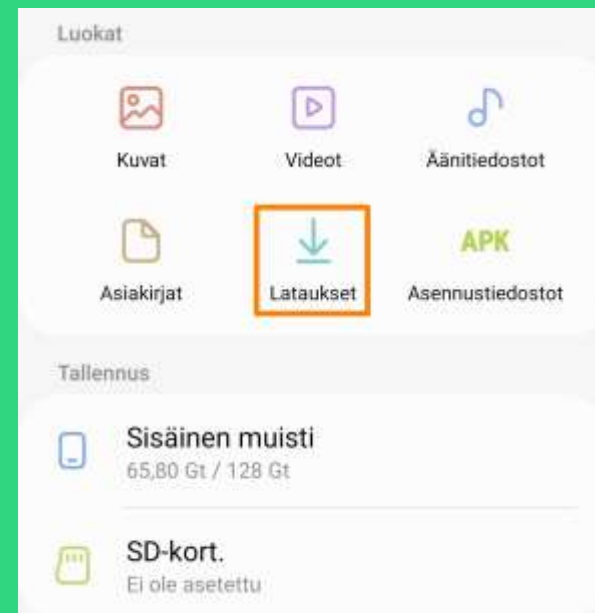 Luokat
Kuvat
Videot
Äänitiedostot
Asiakirjat
Lataukset
APK
Asennustiedostot
Tallennus
Sisäinen muisti
65,80 Gt / 128 Gt
SD-kort.
Ei ole asetettu